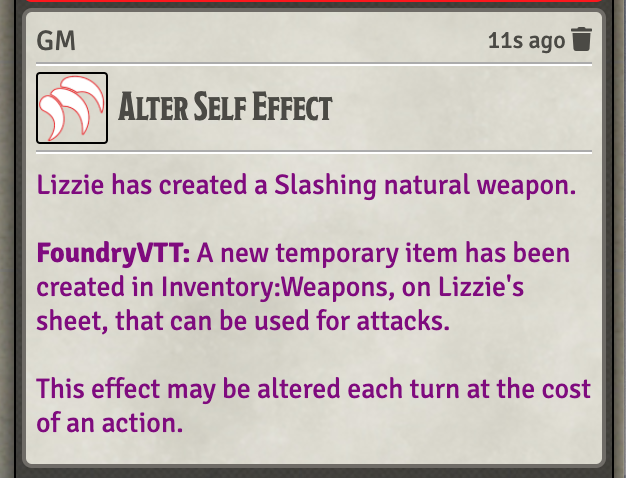 GM
11s ago
Alter Self Effect
Lizzie has created a Slashing natural weapon.
FoundryVTT: A new temporary item has been
created in Inventory:Weapons, on Lizzie's
sheet, that can be used for attacks.
This effect may be altered each turn at the cost
of an action.